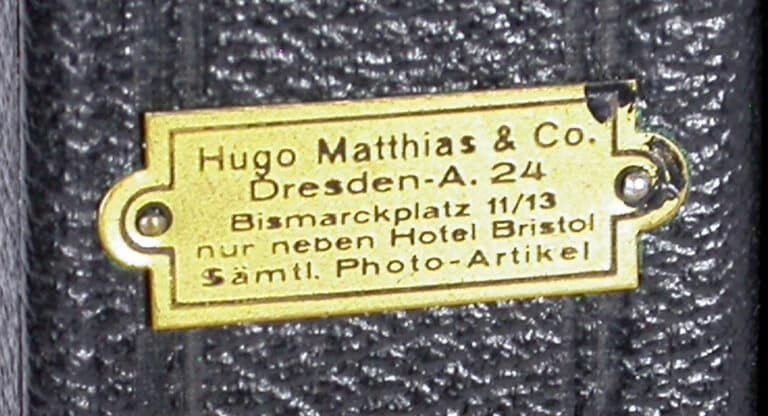 Hugo Matthias & Co.
Dresden-A. 24
Bismarckplatz 11/13
nur neben Hotel Bristol
Sämtl. Photo-Artikel